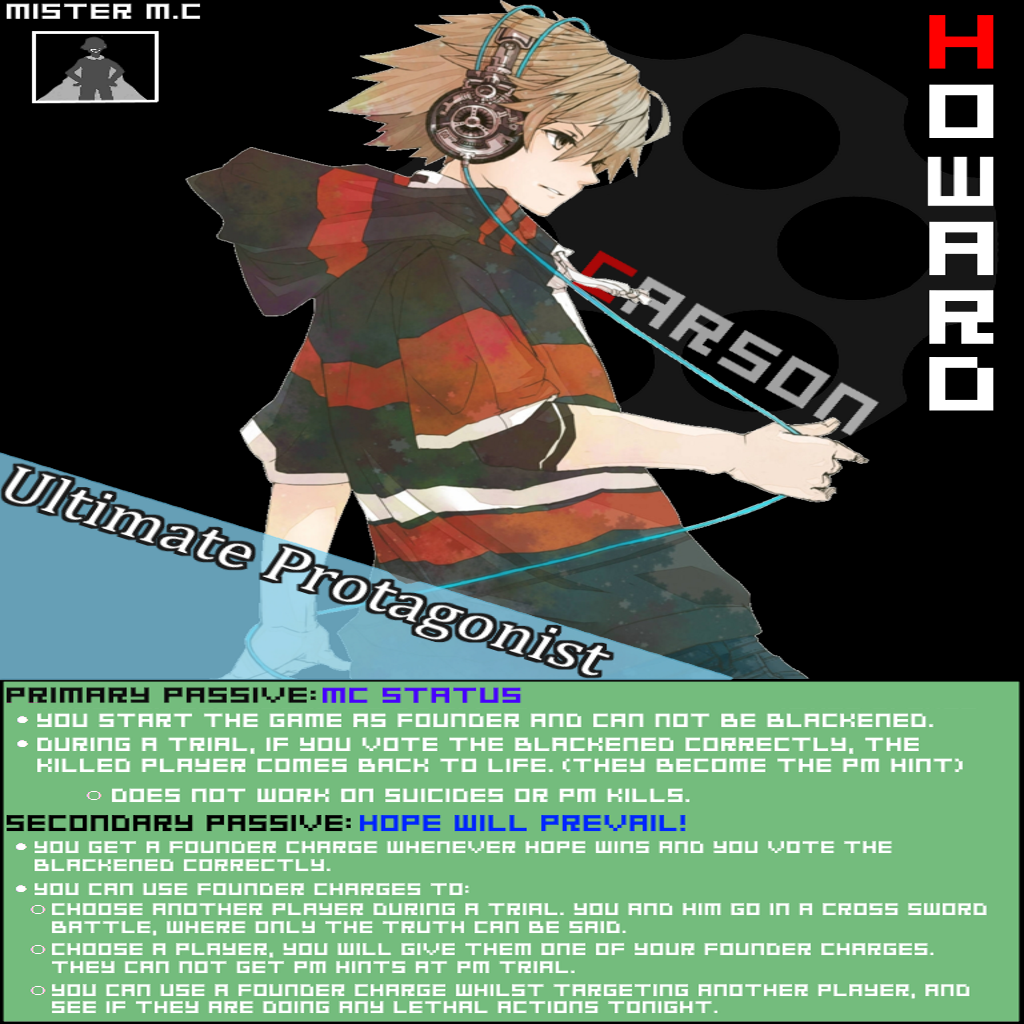 MISTER M.C
HOWARD
CARSON
Ultimate Protagonist
PRIMARY PASSIVE: MC STATUS
• YOU START THE GAME AS FOUNDER AND CAN NOT BE BLACKENED.
• DURING A TRIAL, IF YOU VOTE THE BLACKENED CORRECTLY, THE
KILLED PLAYER COMES BACK TO LIFE. (THEY BECOME THE PM HINT)
○ DOES NOT WORK ON SUICIDES OR PM KILLS.
SECONDARY PASSIVE: HOPE WILL PREVAIL!
• YOU GET A FOUNDER CHARGE WHENEVER HOPE WINS AND YOU VOTE THE
BLACKENED CORRECTLY.
• YOU CAN USE FOUNDER CHARGES TO:
○ CHOOSE ANOTHER PLAYER DURING A TRIAL. YOU AND HIM GO IN A CROSS SWORD
BATTLE, WHERE ONLY THE TRUTH CAN BE SAID.
○ CHOOSE A PLAYER, YOU WILL GIVE THEM ONE OF YOUR FOUNDER CHARGES.
THEY CAN NOT GET PM HINTS AT PM TRIAL.
○ YOU CAN USE A FOUNDER CHARGE WHILST TARGETING ANOTHER PLAYER, AND
SEE IF THEY ARE DOING ANY LETHAL ACTIONS TONIGHT.